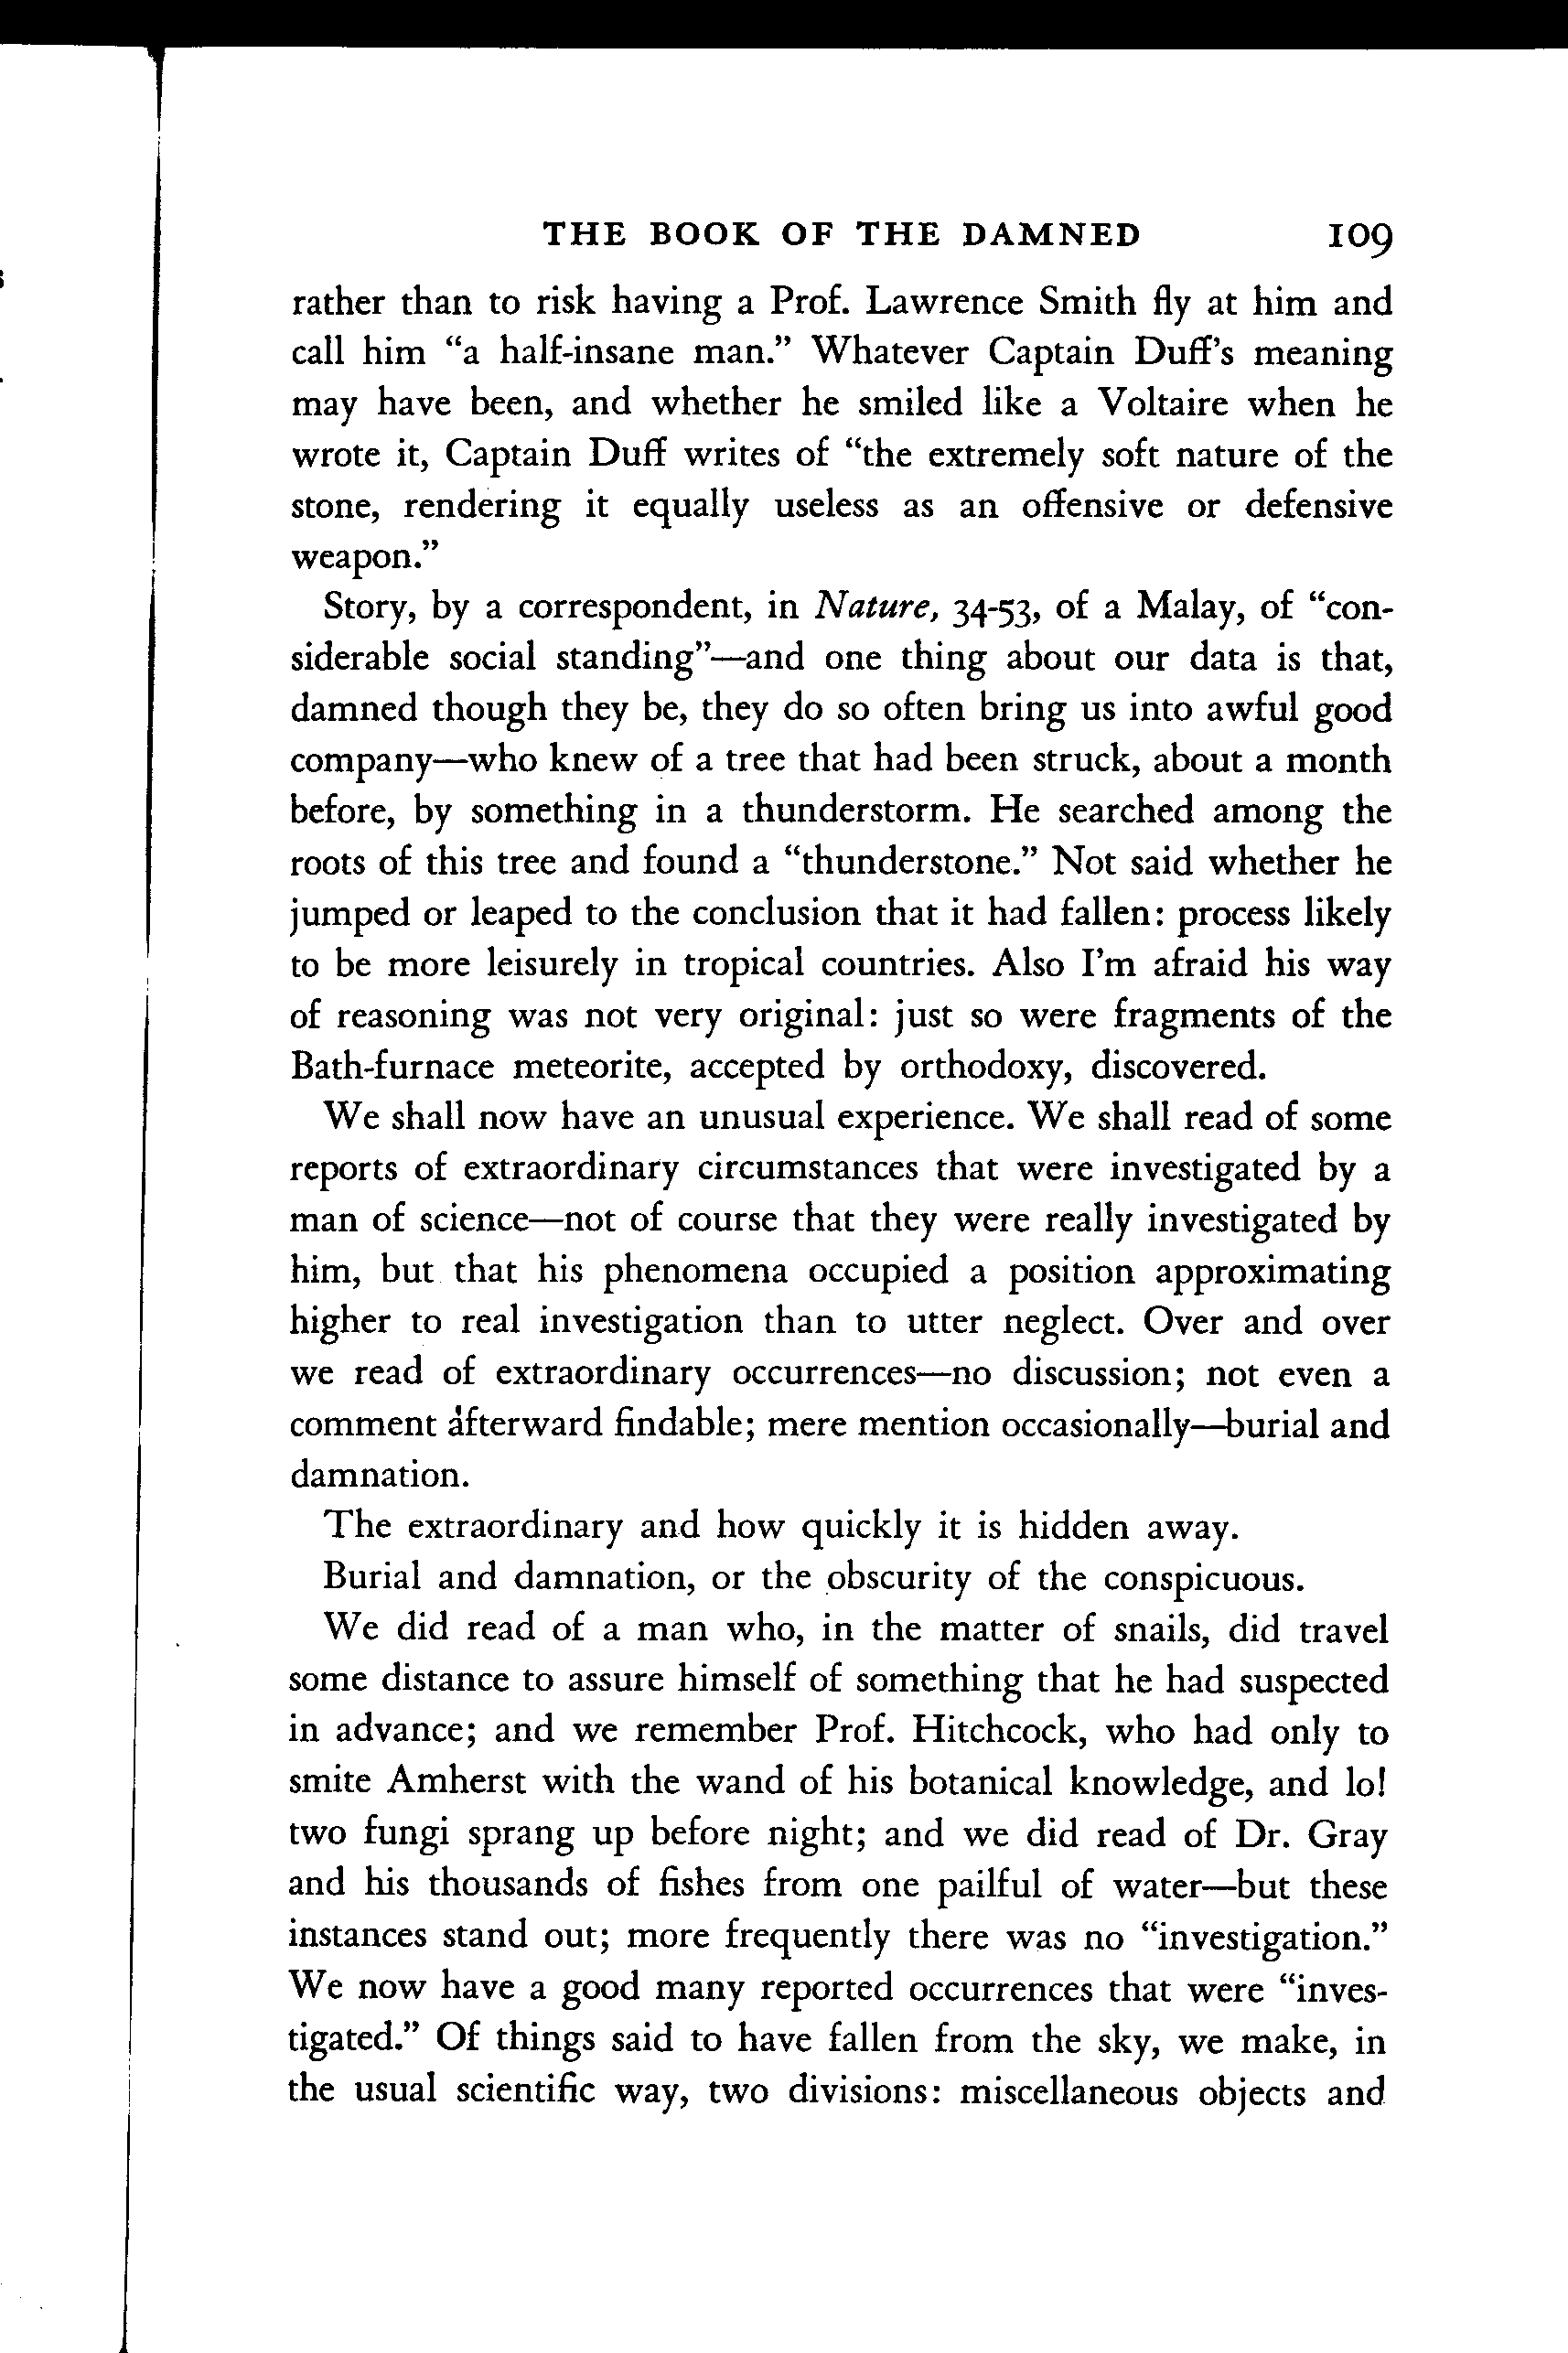 THE BOOK OF THE DAMNED 109
rather than to risk having a Prof. Lawrence Smith fly at him and
call him “a half-insane man.” Whatever Captain Duff’s meaning
may have been, and whether he smiled like a Voltaire when he
wrote it, Captain Duff writes of “the extremely soft nature of the
stone, rendering it equally useless as an offensive or defensive
weapon.”
Story, by a correspondent, in Nature, 34-53, of a Malay, of “con-
siderable social standing”—and one thing about our data is that,
damned though they be, they do so often bring us into awful good
company—who knew of a tree that had been struck, about a month
before, by something in a thunderstorm. He searched among the
roots of this tree and found a “thunderstone.” Not said whether he
jumped or leaped to the conclusion that it had fallen: process likely
to be more leisurely in tropical countries. Also I’m afraid his way
of reasoning was not very original: just so were fragments of the
Bath-furnace meteorite, accepted by orthodoxy, discovered.
We shall now have an unusual experience. We shall read of some
reports of extraordinary circumstances that were investigated by a
man of science—not of course that they were really investigated by
him, but that his phenomena occupied a position approximating
higher to real investigation than to utter neglect. Over and over
we read of extraordinary occurrences—no discussion; not even a
comment afterward findable; mere mention occasionally—burial and
damnation.
The extraordinary and how quickly it is hidden away.
Burial and damnation, or the obscurity of the conspicuous.
We did read of a man who, in the matter of snails, did travel
some distance to assure himself of something that he had suspected
in advance; and we remember Prof. Hitchcock, who had only to
smite Amherst with the wand of his botanical knowledge, and lo!
two fungi sprang up before night; and we did read of Dr. Gray
and his thousands of fishes from one pailful of water—but these
instances stand out; more frequently there was no “investigation.”
We now have a good many reported occurrences that were “inves-
tigated.” Of things said to have fallen from the sky, we make, in
the usual scientific way, two divisions: miscellaneous objects and